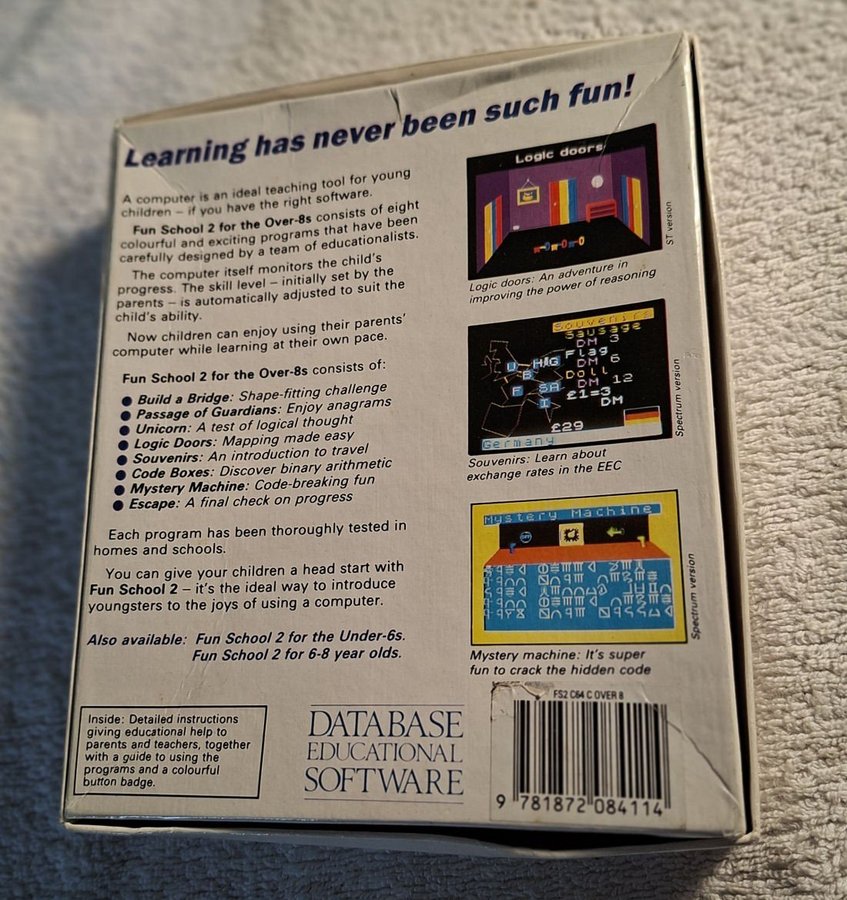 Learning has never been such fun!
A computer is an ideal teaching tool for young
children – if you have the right software.
Fun School 2 for the Over-8s consists of eight
colourful and exciting programs that have been
carefully designed by a team of educationalists.
The computer itself monitors the child's
progress. The skill level – initially set by the
parents – is automatically adjusted to suit the
child's ability.
Now children can enjoy using their parents'
computer while learning at their own pace.
Fun School 2 for the Over-8s consists of:
● Build a Bridge: Shape-fitting challenge
● Passage of Guardians: Enjoy anagrams
● Unicorn: A test of logical thought
● Logic Doors: Mapping made easy
● Souvenirs: An introduction to travel
● Code Boxes: Discover binary arithmetic
● Mystery Machine: Code-breaking fun
● Escape: A final check on progress
Each program has been thoroughly tested in
homes and schools.
You can give your children a head start with
Fun School 2 – it's the ideal way to introduce
youngsters to the joys of using a computer.
Also available: Fun School 2 for the Under-6s.
Fun School 2 for 6-8 year olds.
Inside: Detailed instructions
giving educational help to
parents and teachers, together
with a guide to using the
programs and a colourful
button badge.
DATABASE
EDUCATIONAL
SOFTWARE
Logic doors
ST version
Logic doors: An adventure in
improving the power of reasoning
Souvenirs
Sausage
DM 3
Flag
DM 6
Doll
DM 12
£1=3
DM
£29
Germany
U
B
H
G
F
SA
I
Spectrum version
Souvenirs: Learn about
exchange rates in the EEC
Mystery Machine
OFF
Spectrum version
Mystery machine: It's super
fun to crack the hidden code
FS2 C64 C OVER 8
9 781872 084114